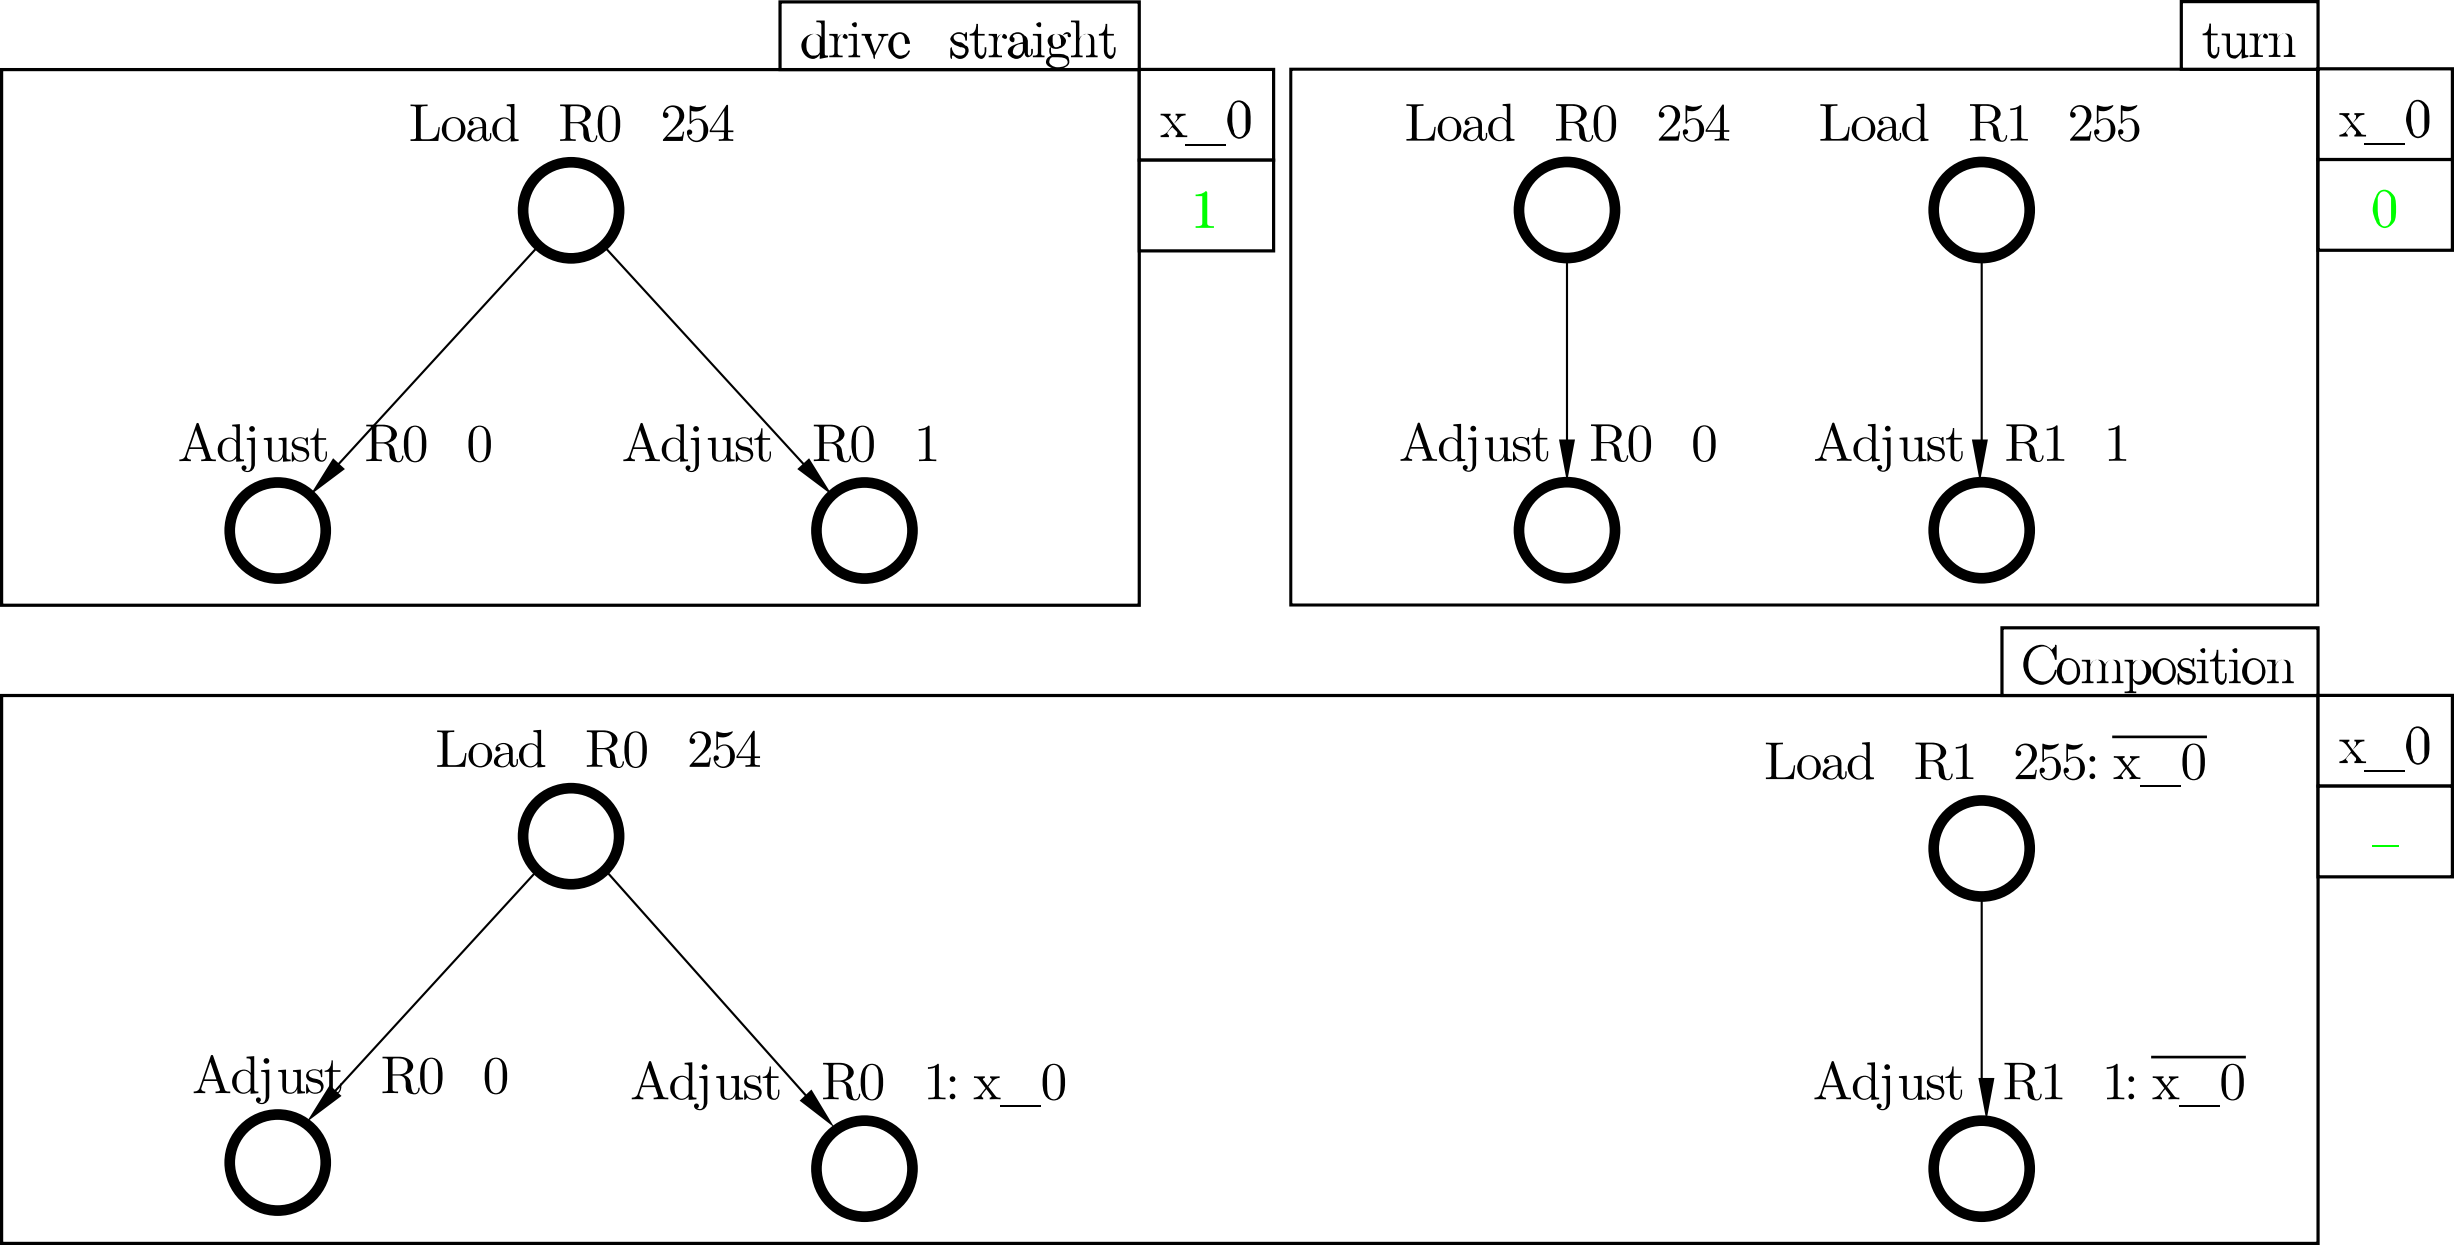 drive straight
turn
Load R0 254
x_0
1
Adjust R0 0
Adjust R0 1
Load R0 254
Load R1 255
x_0
0
Adjust R0 0
Adjust R1 1
Composition
Load R0 254
Load R1 255: x̅_̅0̅
x_0
–
Adjust R0 0
Adjust R0 1: x_0
Adjust R1 1: x̅_̅0̅